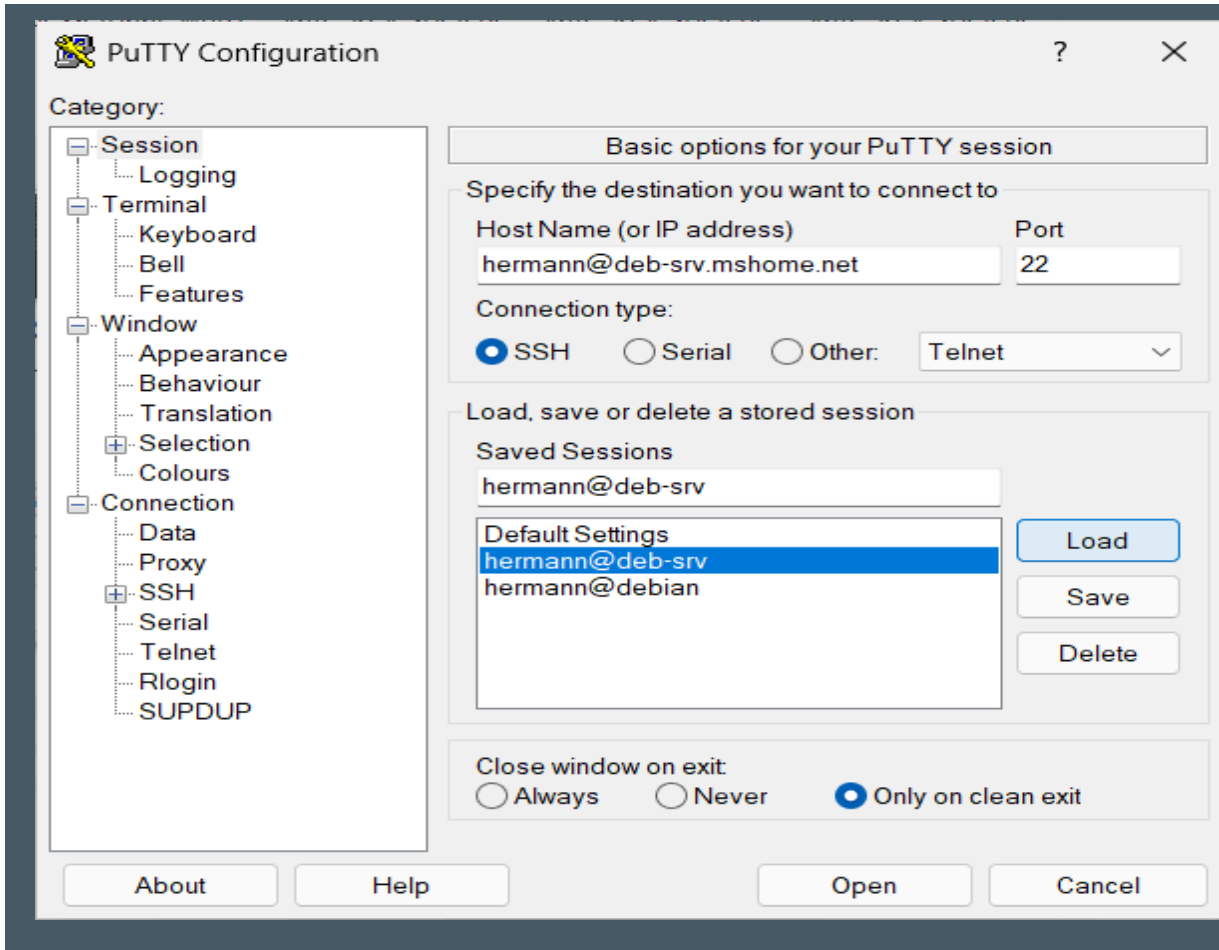 PuTTY Configuration
?
Category:
Session
Logging
Terminal
Keyboard
Bell
Features
Window
Appearance
Behaviour
Translation
Selection
Colours
Connection
Data
Proxy
SSH
Serial
Telnet
Rlogin
SUPDUP
Basic options for your PuTTY session
Specify the destination you want to connect to
Host Name (or IP address) Port
hermann@deb-srv.mshome.net 22
Connection type:
SSH Serial Other: Telnet
Load, save or delete a stored session
Saved Sessions
hermann@deb-srv
Default Settings
hermann@deb-srv
hermann@debian
Load
Save
Delete
Close window on exit:
Always Never Only on clean exit
About Help Open Cancel